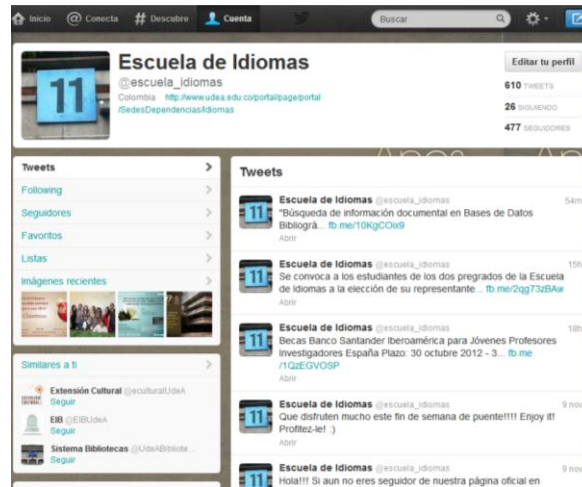 Inicio @ Conecta # Descubre Cuenta Buscar
11
Escuela de Idiomas
@escuela_idiomas
Colombia http://www.udea.edu.co/portal/page/portal
/SedesDependencias/Idiomas
Editar tu perfil
610 TWEETS
26 SIGUIENDO
477 SEGUIDORES
Tweets
Following
Seguidores
Favoritos
Listas
Imágenes recientes
Similares a ti
Extensión Cultural @eculturalUdeA
Seguir
EIB @EIBUdeA
Seguir
Sistema Bibliotecas @UdeABibliote...
Seguir
Tweets
11
Escuela de Idiomas @escuela_idiomas 54m
"Búsqueda de información documental en Bases de Datos
Bibliográ... fb.me/10KgCOix9
Abrir
11
Escuela de Idiomas @escuela_idiomas 15h
Se convoca a los estudiantes de los dos pregrados de la Escuela
de Idiomas a la elección de su representante... fb.me/2qg73zBAw
Abrir
11
Escuela de Idiomas @escuela_idiomas 18h
Becas Banco Santander Iberoamérica para Jóvenes Profesores
Investigadores España Plazo: 30 octubre 2012 - 3... fb.me
/1QzEGVOSP
Abrir
11
Escuela de Idiomas @escuela_idiomas 9 nov
Que disfruten mucho este fin de semana de puente!!!! Enjoy it!
Profitez-le! :)
Abrir
11
Escuela de Idiomas @escuela_idiomas 9 nov
Hola!!! Si aun no eres seguidor de nuestra página oficial en